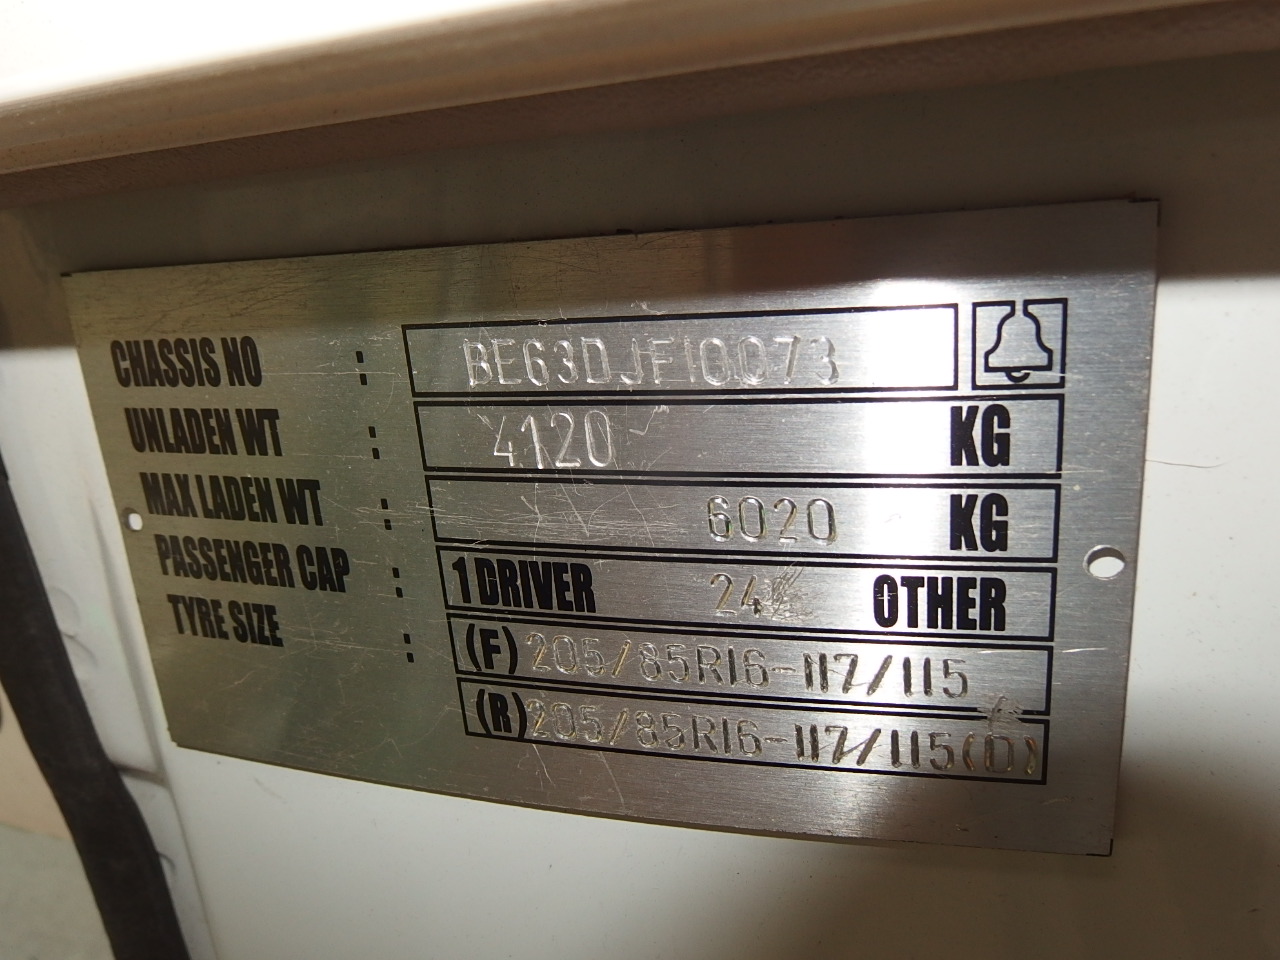 CHASSIS NO : BE63DJF10073
UNLADEN WT : 4120 KG
MAX LADEN WT : 6020 KG
PASSENGER CAP : 1 DRIVER 24 OTHER
TYRE SIZE : (F) 205/85R16-117/115
(R) 205/85R16-117/115(D)